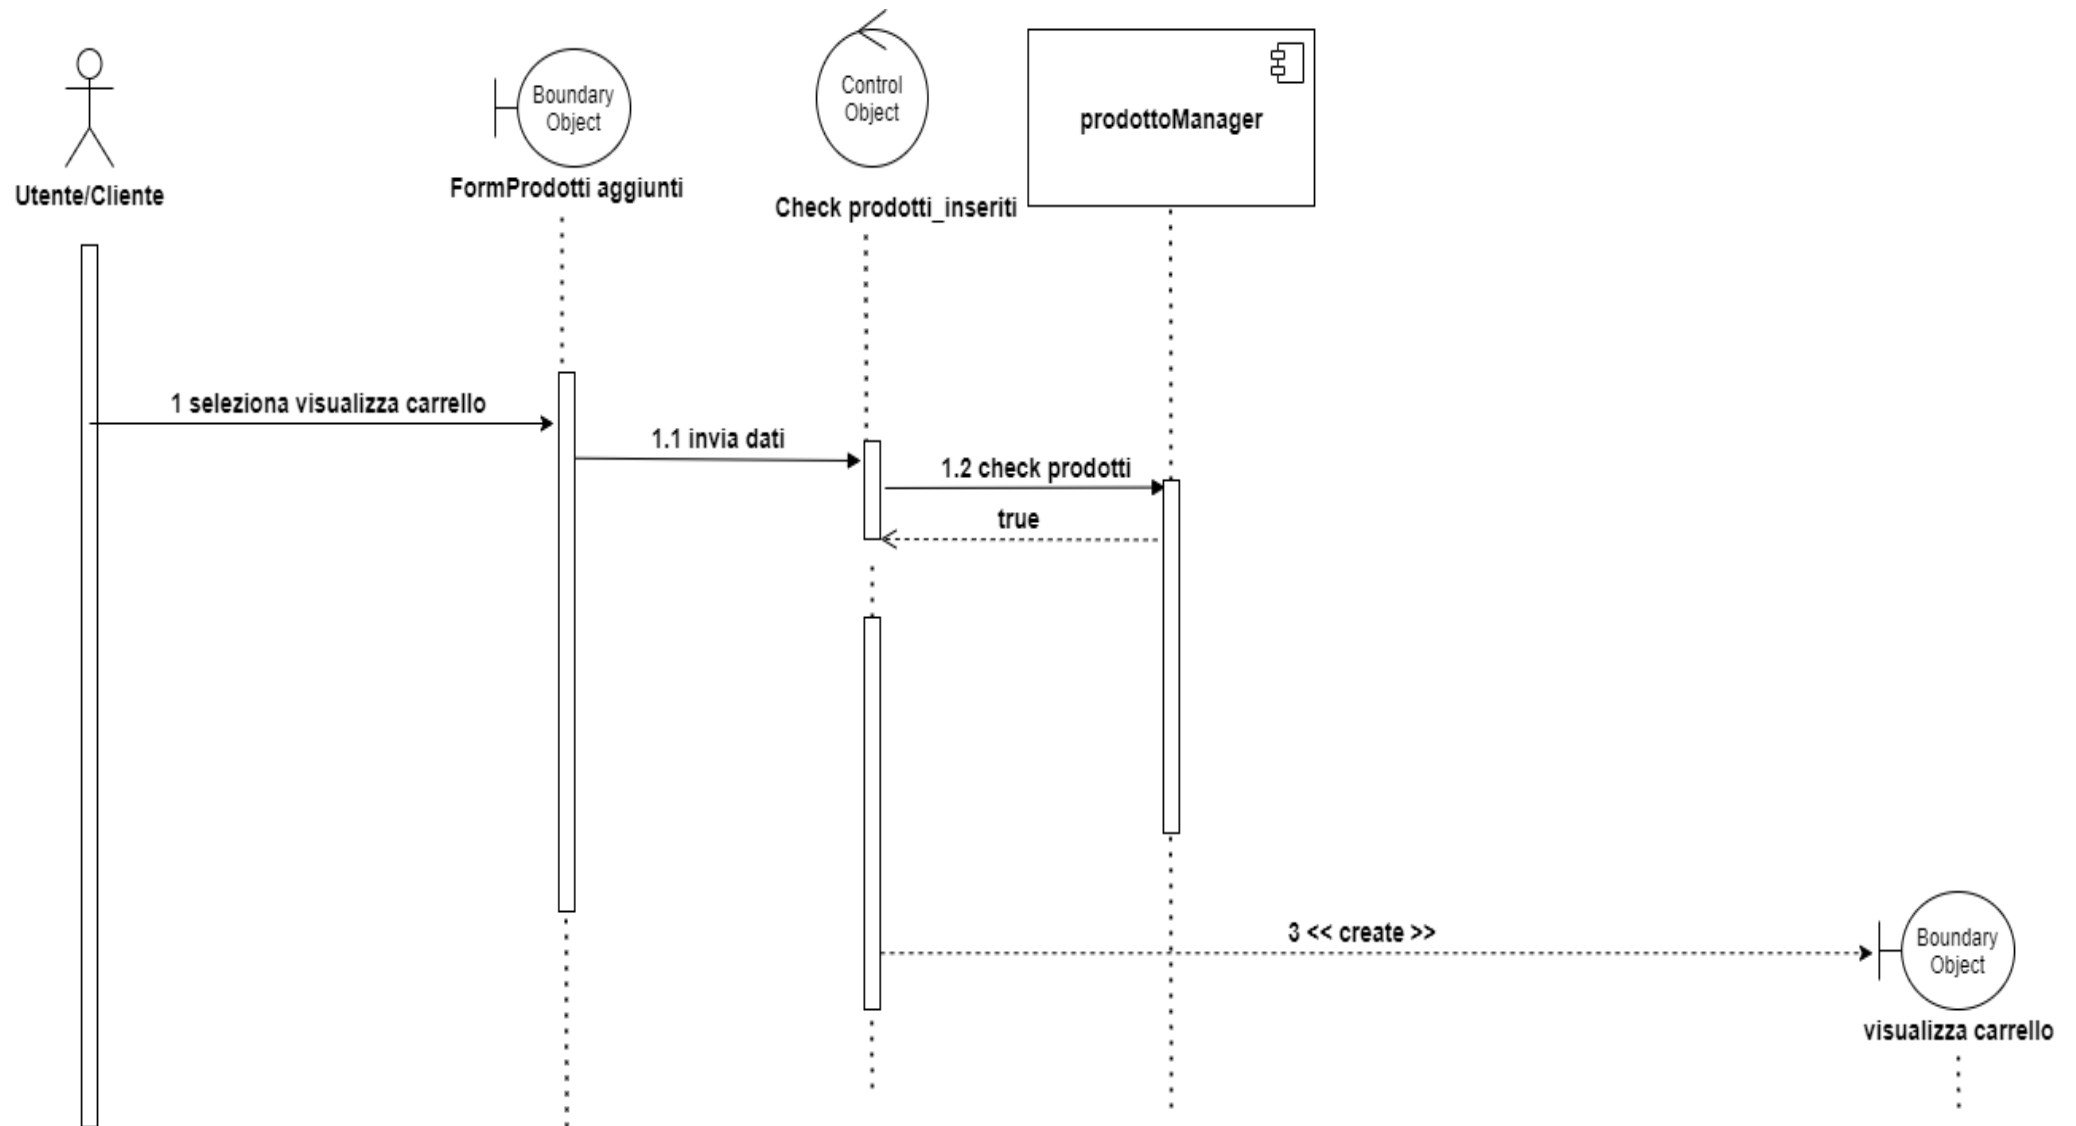 Boundary
Object
FormProdotti aggiunti
Control
Object
Check prodotti_inseriti
prodottoManager
Utente/Cliente
1 seleziona visualizza carrello
1.1 invia dati
1.2 check prodotti
true
3 << create >>
Boundary
Object
visualizza carrello